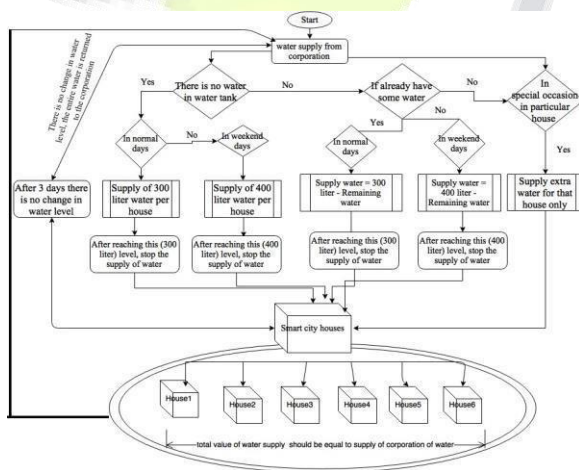 Start
water supply from
corporation
There is no change in water
level, the entire water is returned
to the corporation
Yes
There is no water
in water tank
No
If already have
some water
No
In
special occasion
in particular
house
Yes
No
Yes
In normal
days
No
In weekend
days
In normal
days
In weekend
days
After 3 days there
is no change in
water level
Supply of 300
liter water per
house
Supply of 400
liter water per
house
Supply water = 300
liter - Remaining
water
Supply water =
400 liter -
Remaining water
Supply extra
water for that
house only
After reaching this (300
liter) level, stop the
supply of water
After reaching this (400
liter) level, stop the
supply of water
After reaching this (300
liter) level, stop the
supply of water
After reaching this (400
liter) level, stop the
supply of water
Smart city houses
House1
House2
House3
House4
House5
House6
total value of water supply should be equal to supply of corporation of water